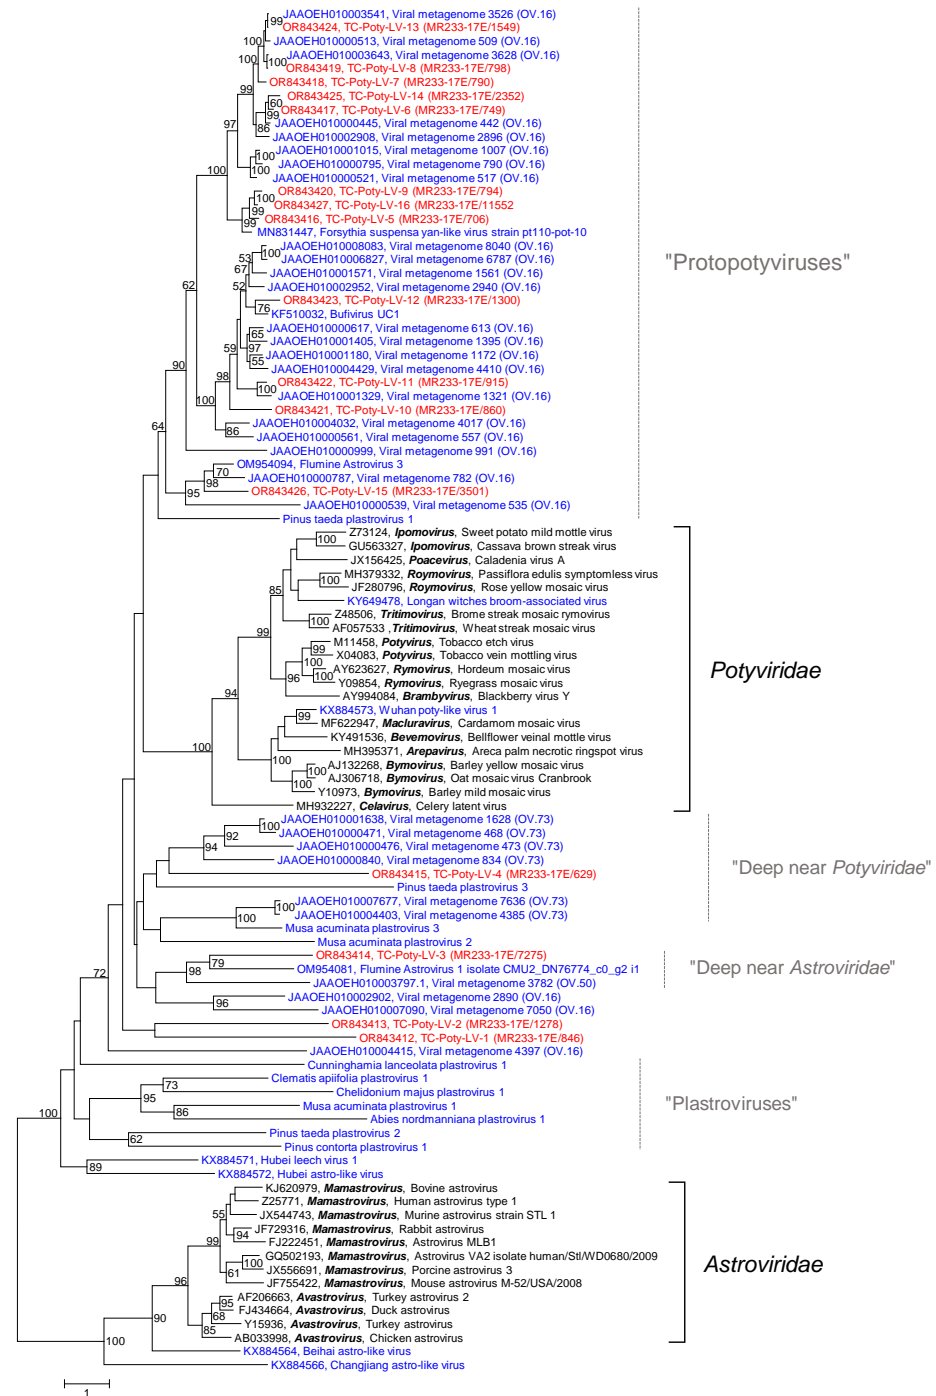 JAAOEH010003541, Viral metagenome 3526 (OV.16)
99
OR843424, TC-Poty-LV-13 (MR233-17E/1549)
100
JAAOEH010000513, Viral metagenome 509 (OV.16)
JAAOEH010003643, Viral metagenome 3628 (OV.16)
100
100
OR843419, TC-Poty-LV-8 (MR233-17E/798)
OR843418, TC-Poty-LV-7 (MR233-17E/790)
99
OR843425, TC-Poty-LV-14 (MR233-17E/2352)
60
OR843417, TC-Poty-LV-6 (MR233-17E/749)
99
JAAOEH010000445, Viral metagenome 442 (OV.16)
97
86
JAAOEH010002908, Viral metagenome 2896 (OV.16)
JAAOEH010001015, Viral metagenome 1007 (OV.16)
100
JAAOEH010000795, Viral metagenome 790 (OV.16)
100
100
JAAOEH010000521, Viral metagenome 517 (OV.16)
OR843420, TC-Poty-LV-9 (MR233-17E/794)
100
OR843427, TC-Poty-LV-16 (MR233-17E/11552
99
OR843416, TC-Poty-LV-5 (MR233-17E/706)
99
MN831447, Forsythia suspensa yan-like virus strain pt110-pot-10
JAAOEH010008083, Viral metagenome 8040 (OV.16)
100
53
JAAOEH010006827, Viral metagenome 6787 (OV.16)
"Protopotyviruses"
67
JAAOEH010001571, Viral metagenome 1561 (OV.16)
62
52
JAAOEH010002952, Viral metagenome 2940 (OV.16)
OR843423, TC-Poty-LV-12 (MR233-17E/1300)
76
KF510032, Bufivirus UC1
JAAOEH010000617, Viral metagenome 613 (OV.16)
65
JAAOEH010001405, Viral metagenome 1395 (OV.16)
59
97
JAAOEH010001180, Viral metagenome 1172 (OV.16)
55
90
JAAOEH010004429, Viral metagenome 4410 (OV.16)
98
OR843422, TC-Poty-LV-11 (MR233-17E/915)
100
JAAOEH010001329, Viral metagenome 1321 (OV.16)
100
OR843421, TC-Poty-LV-10 (MR233-17E/860)
JAAOEH010004032, Viral metagenome 4017 (OV.16)
64
86
JAAOEH010000561, Viral metagenome 557 (OV.16)
JAAOEH010000999, Viral metagenome 991 (OV.16)
OM954094, Flumine Astrovirus 3
70
JAAOEH010000787, Viral metagenome 782 (OV.16)
98
95
OR843426, TC-Poty-LV-15 (MR233-17E/3501)
JAAOEH010000539, Viral metagenome 535 (OV.16)
Pinus taeda plastrovirus 1
Z73124, Ipomovirus, Sweet potato mild mottle virus
100
GU563327, Ipomovirus, Cassava brown streak virus
JX156425, Poacevirus, Caladenia virus A
MH379332, Roymovirus, Passiflora edulis symptomless virus
100
85
JF280796, Roymovirus, Rose yellow mosaic virus
KY649478, Longan witches broom-associated virus
Z48506, Tritimovirus, Brome streak mosaic rymovirus
100
AF057533 ,Tritimovirus, Wheat streak mosaic virus
99
M11458, Potyvirus, Tobacco etch virus
99
X04083, Potyvirus, Tobacco vein mottling virus
100
AY623627, Rymovirus, Hordeum mosaic virus
Potyviridae
96
100
Y09854, Rymovirus, Ryegrass mosaic virus
94
AY994084, Brambyvirus, Blackberry virus Y
KX884573, Wuhan poty-like virus 1
99
MF622947, Macluravirus, Cardamom mosaic virus
KY491536, Bevemovirus, Bellflower veinal mottle virus
100
MH395371, Arepavirus, Areca palm necrotic ringspot virus
100
AJ132268, Bymovirus, Barley yellow mosaic virus
100
AJ306718, Bymovirus, Oat mosaic virus Cranbrook
100
Y10973, Bymovirus, Barley mild mosaic virus
MH932227, Celavirus, Celery latent virus
JAAOEH010001638, Viral metagenome 1628 (OV.73)
100
92
JAAOEH010000471, Viral metagenome 468 (OV.73)
JAAOEH010000476, Viral metagenome 473 (OV.73)
94
JAAOEH010000840, Viral metagenome 834 (OV.73)
"Deep near Potyviridae"
OR843415, TC-Poty-LV-4 (MR233-17E/629)
Pinus taeda plastrovirus 3
JAAOEH010007677, Viral metagenome 7636 (OV.73)
100
100
JAAOEH010004403, Viral metagenome 4385 (OV.73)
Musa acuminata plastrovirus 3
Musa acuminata plastrovirus 2
OR843414, TC-Poty-LV-3 (MR233-17E/7275)
79
OM954081, Flumine Astrovirus 1 isolate CMU2_DN76774_c0_g2 i1
"Deep near Astroviridae"
98
72
JAAOEH010003797.1, Viral metagenome 3782 (OV.50)
JAAOEH010002902, Viral metagenome 2890 (OV.16)
96
JAAOEH010007090, Viral metagenome 7050 (OV.16)
OR843413, TC-Poty-LV-2 (MR233-17E/1278)
OR843412, TC-Poty-LV-1 (MR233-17E/846)
JAAOEH010004415, Viral metagenome 4397 (OV.16)
Cunninghamia lanceolata plastrovirus 1
Clematis apiifolia plastrovirus 1
73
Chelidonium majus plastrovirus 1
95
Musa acuminata plastrovirus 1
"Plastroviruses"
86
100
Abies nordmanniana plastrovirus 1
Pinus taeda plastrovirus 2
62
Pinus contorta plastrovirus 1
KX884571, Hubei leech virus 1
89
KX884572, Hubei astro-like virus
KJ620979, Mamastrovirus, Bovine astrovirus
Z25771, Mamastrovirus, Human astrovirus type 1
55
JX544743, Mamastrovirus, Murine astrovirus strain STL 1
JF729316, Mamastrovirus, Rabbit astrovirus
94
99
FJ222451, Mamastrovirus, Astrovirus MLB1
GQ502193, Mamastrovirus, Astrovirus VA2 isolate human/Stl/WD0680/2009
100
Astroviridae
61
JX556691, Mamastrovirus, Porcine astrovirus 3
96
JF755422, Mamastrovirus, Mouse astrovirus M-52/USA/2008
AF206663, Avastrovirus, Turkey astrovirus 2
95
FJ434664, Avastrovirus, Duck astrovirus
90
68
Y15936, Avastrovirus, Turkey astrovirus
85
AB033998, Avastrovirus, Chicken astrovirus
100
KX884564, Beihai astro-like virus
KX884566, Changjiang astro-like virus
1